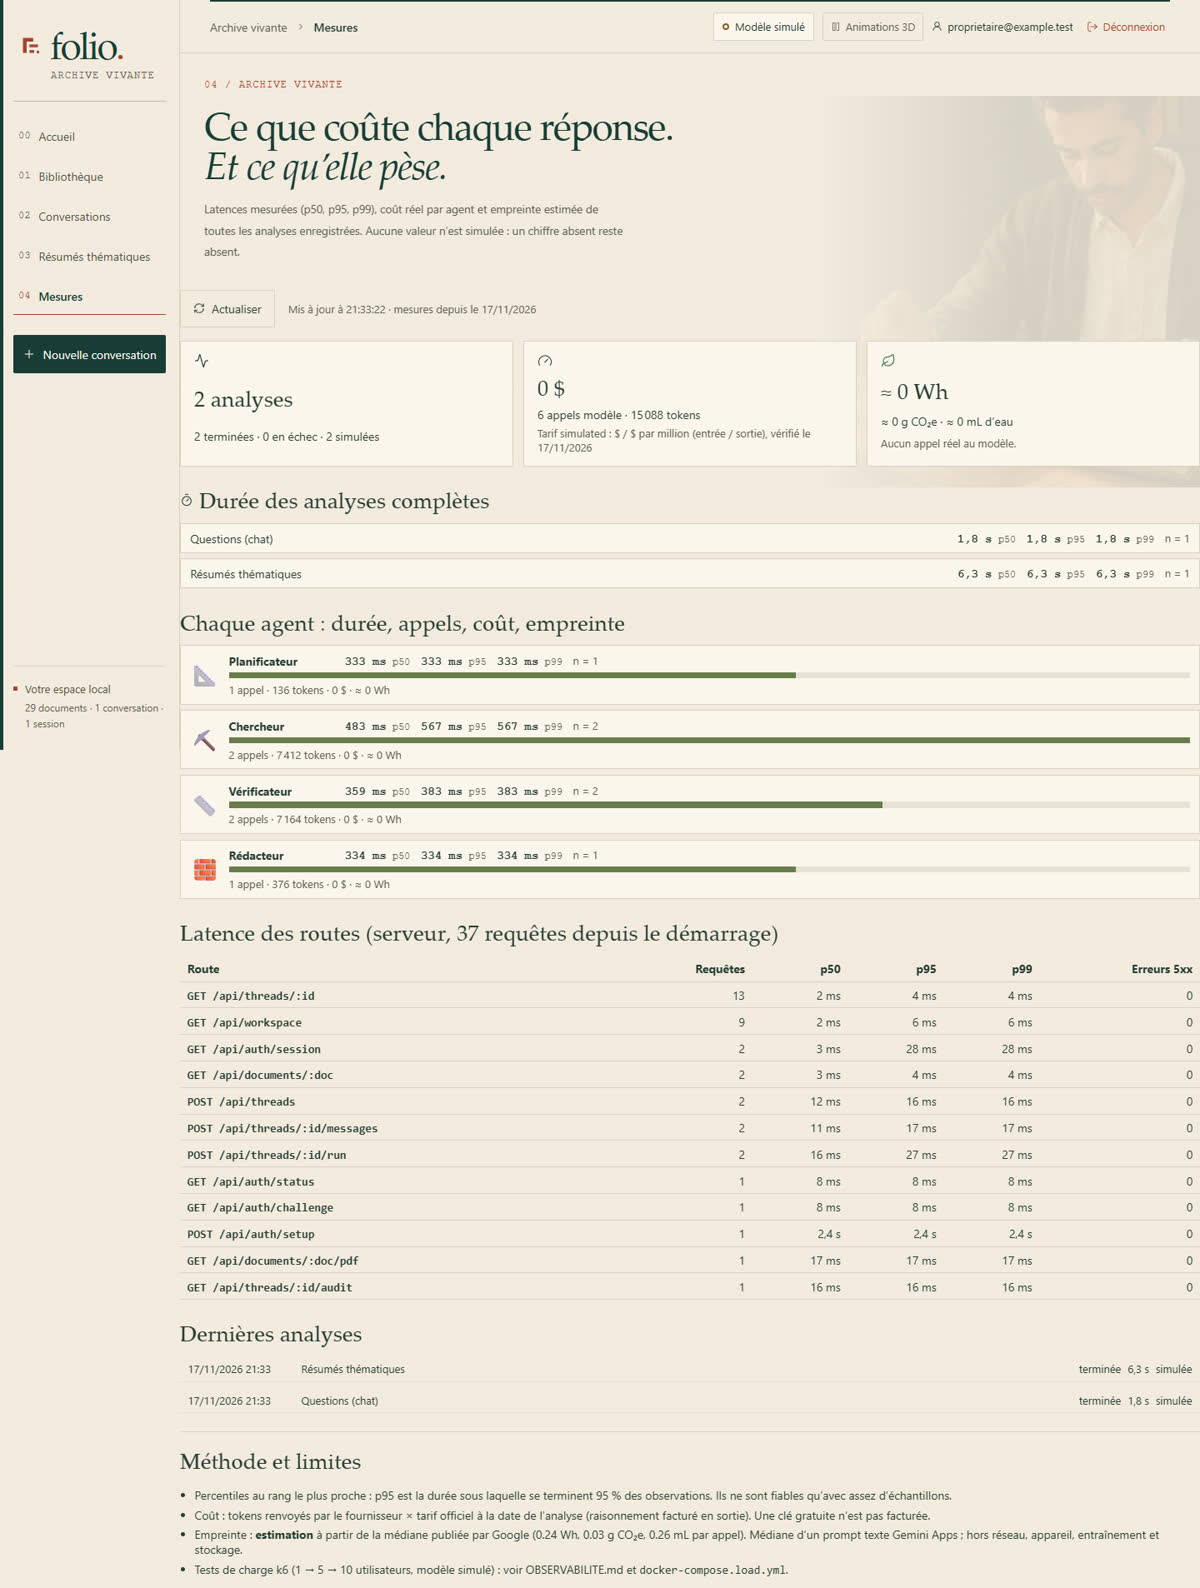 folio.
ARCHIVE VIVANTE
00 Accueil
01 Bibliothèque
02 Conversations
03 Résumés thématiques
04 Mesures
+ Nouvelle conversation
Votre espace local
29 documents · 1 conversation ·
1 session
Archive vivante > Mesures
Modèle simulé
Animations 3D
proprietaire@example.test
Déconnexion
04 / ARCHIVE VIVANTE
Ce que coûte chaque réponse.
Et ce qu’elle pèse.
Latences mesurées (p50, p95, p99), coût réel par agent et empreinte estimée de
toutes les analyses enregistrées. Aucune valeur n’est simulée : un chiffre absent reste
absent.
Actualiser
Mis à jour à 21:33:22 · mesures depuis le 17/11/2026
2 analyses
2 terminées · 0 en échec · 2 simulées
0 $
6 appels modèle · 15 088 tokens
Tarif simulated : $ / $ par million (entrée / sortie), vérifié le
17/11/2026
≈ 0 Wh
≈ 0 g CO₂e · ≈ 0 mL d’eau
Aucun appel réel au modèle.
Durée des analyses complètes
Questions (chat) 1,8 s p50 1,8 s p95 1,8 s p99 n = 1
Résumés thématiques 6,3 s p50 6,3 s p95 6,3 s p99 n = 1
Chaque agent : durée, appels, coût, empreinte
Planificateur 333 ms p50 333 ms p95 333 ms p99 n = 1
1 appel · 136 tokens · 0 $ · ≈ 0 Wh
Chercheur 483 ms p50 567 ms p95 567 ms p99 n = 2
2 appels · 7 412 tokens · 0 $ · ≈ 0 Wh
Vérificateur 359 ms p50 383 ms p95 383 ms p99 n = 2
2 appels · 7 164 tokens · 0 $ · ≈ 0 Wh
Rédacteur 334 ms p50 334 ms p95 334 ms p99 n = 1
1 appel · 376 tokens · 0 $ · ≈ 0 Wh
Latence des routes (serveur, 37 requêtes depuis le démarrage)
Route Requêtes p50 p95 p99 Erreurs 5xx
GET /api/threads/:id 13 2 ms 4 ms 4 ms 0
GET /api/workspace 9 2 ms 6 ms 6 ms 0
GET /api/auth/session 2 3 ms 28 ms 28 ms 0
GET /api/documents/:doc 2 3 ms 4 ms 4 ms 0
POST /api/threads 2 12 ms 16 ms 16 ms 0
POST /api/threads/:id/messages 2 11 ms 17 ms 17 ms 0
POST /api/threads/:id/run 2 16 ms 27 ms 27 ms 0
GET /api/auth/status 1 8 ms 8 ms 8 ms 0
GET /api/auth/challenge 1 8 ms 8 ms 8 ms 0
POST /api/auth/setup 1 2,4 s 2,4 s 2,4 s 0
GET /api/documents/:doc/pdf 1 17 ms 17 ms 17 ms 0
GET /api/threads/:id/audit 1 16 ms 16 ms 16 ms 0
Dernières analyses
17/11/2026 21:33 Résumés thématiques terminée 6,3 s simulée
17/11/2026 21:33 Questions (chat) terminée 1,8 s simulée
Méthode et limites
• Percentiles au rang le plus proche : p95 est la durée sous laquelle se terminent 95 % des observations. Ils ne sont fiables qu’avec assez d’échantillons.
• Coût : tokens renvoyés par le fournisseur × tarif officiel à la date de l’analyse (raisonnement facturé en sortie). Une clé gratuite n’est pas facturée.
• Empreinte : estimation à partir de la médiane publiée par Google (0.24 Wh, 0.03 g CO₂e, 0.26 mL par appel). Médiane d’un prompt texte Gemini Apps ; hors réseau, appareil, entraînement et
stockage.
• Tests de charge k6 (1 → 5 → 10 utilisateurs, modèle simulé) : voir OBSERVABILITE.md et docker-compose.load.yml.